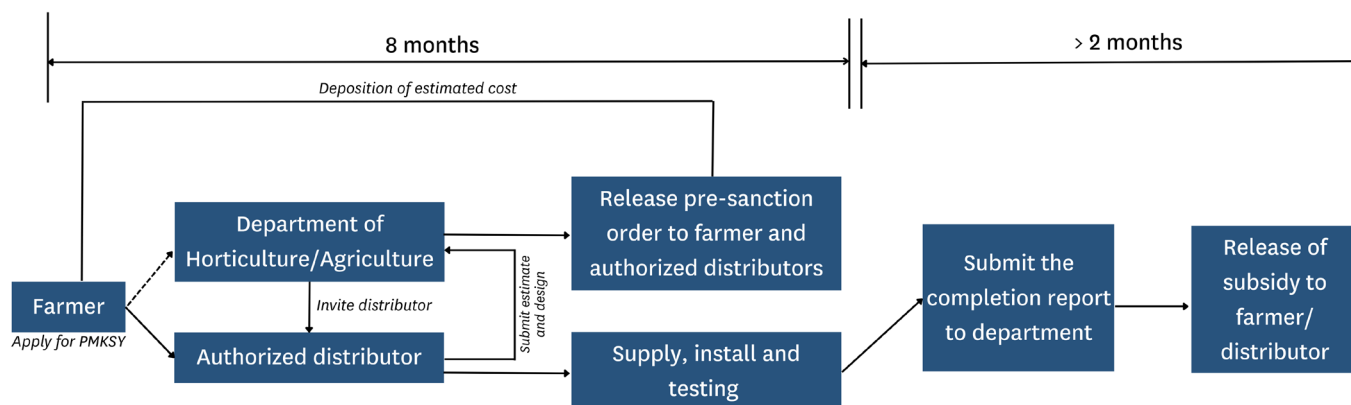 8 months
> 2 months
Deposition of estimated cost
Farmer
Apply for PMKSY
Department of
Horticulture/Agriculture
Invite distributor
Authorized distributor
Submit estimate
and design
Release pre-sanction
order to farmer and
authorized distributors
Supply, install and
testing
Submit the
completion report
to department
Release of
subsidy to
farmer/
distributor